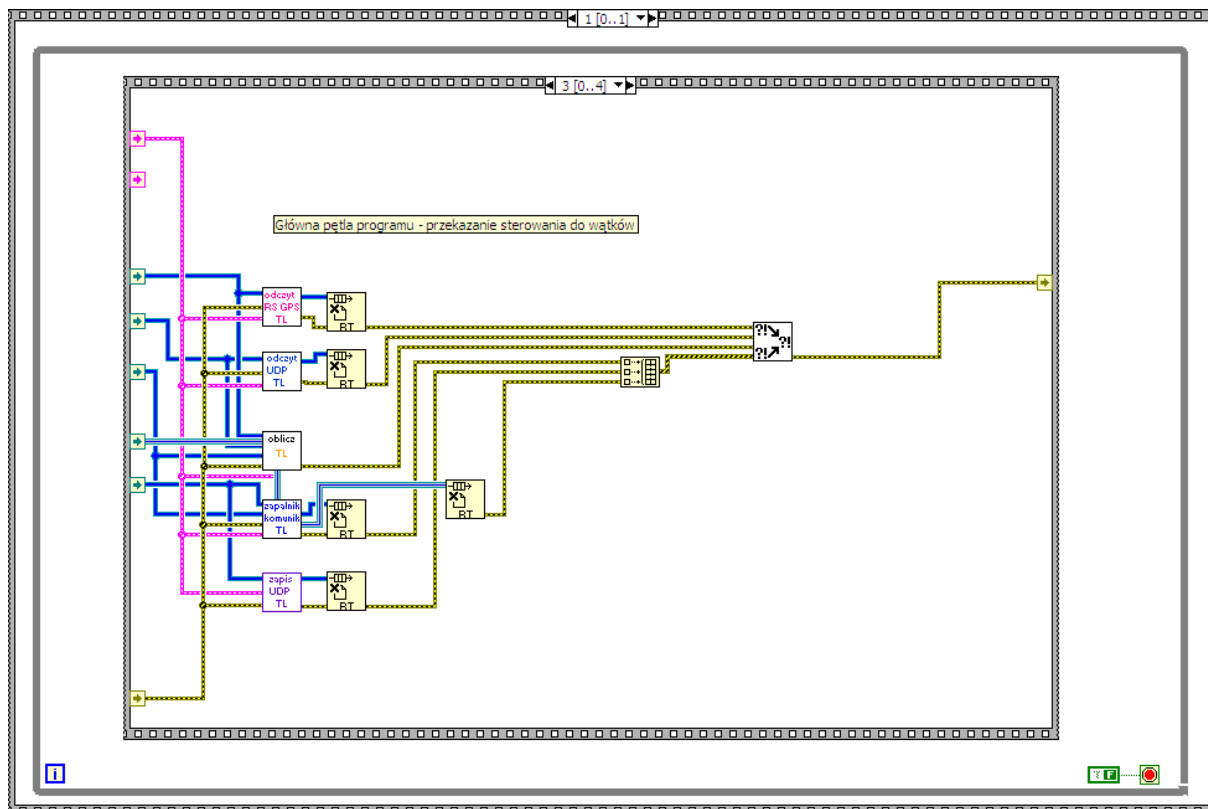 1 [0..1]
3 [0..4]
Główna pętla programu - przekazanie sterowania do wątków
odczyt
RS GPS
TL
RT
odczyt
UDP
TL
RT
oblicz
TL
zapalnik
komunik
TL
RT
RT
zapis
UDP
TL
RT
?!
?!
?!
i
F